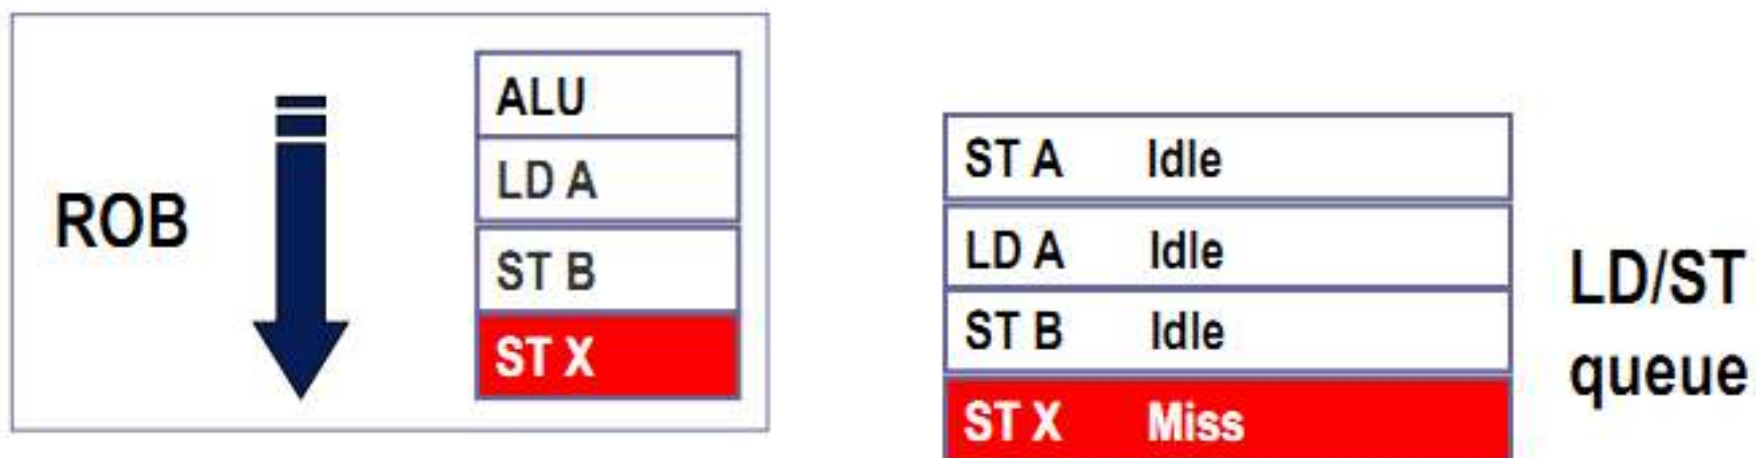 ROB
ALU
LD A
ST B
ST X
ST A Idle
LD A Idle
ST B Idle
ST X Miss
LD/ST
queue